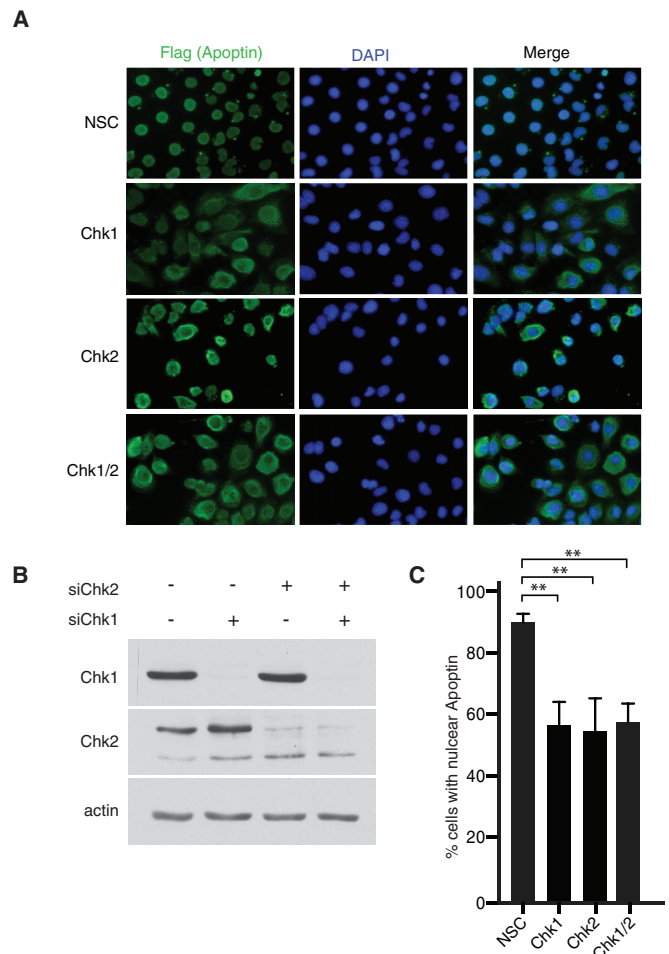 A
Flag (Apoptin) DAPI Merge
NSC
Chk1
Chk2
Chk1/2
B
siChk2 - - + +
siChk1 - + - +
Chk1
Chk2
actin
C
**
**
**
% cells with nulcear Apoptin
100
80
60
40
20
0
NSC Chk1 Chk2 Chk1/2